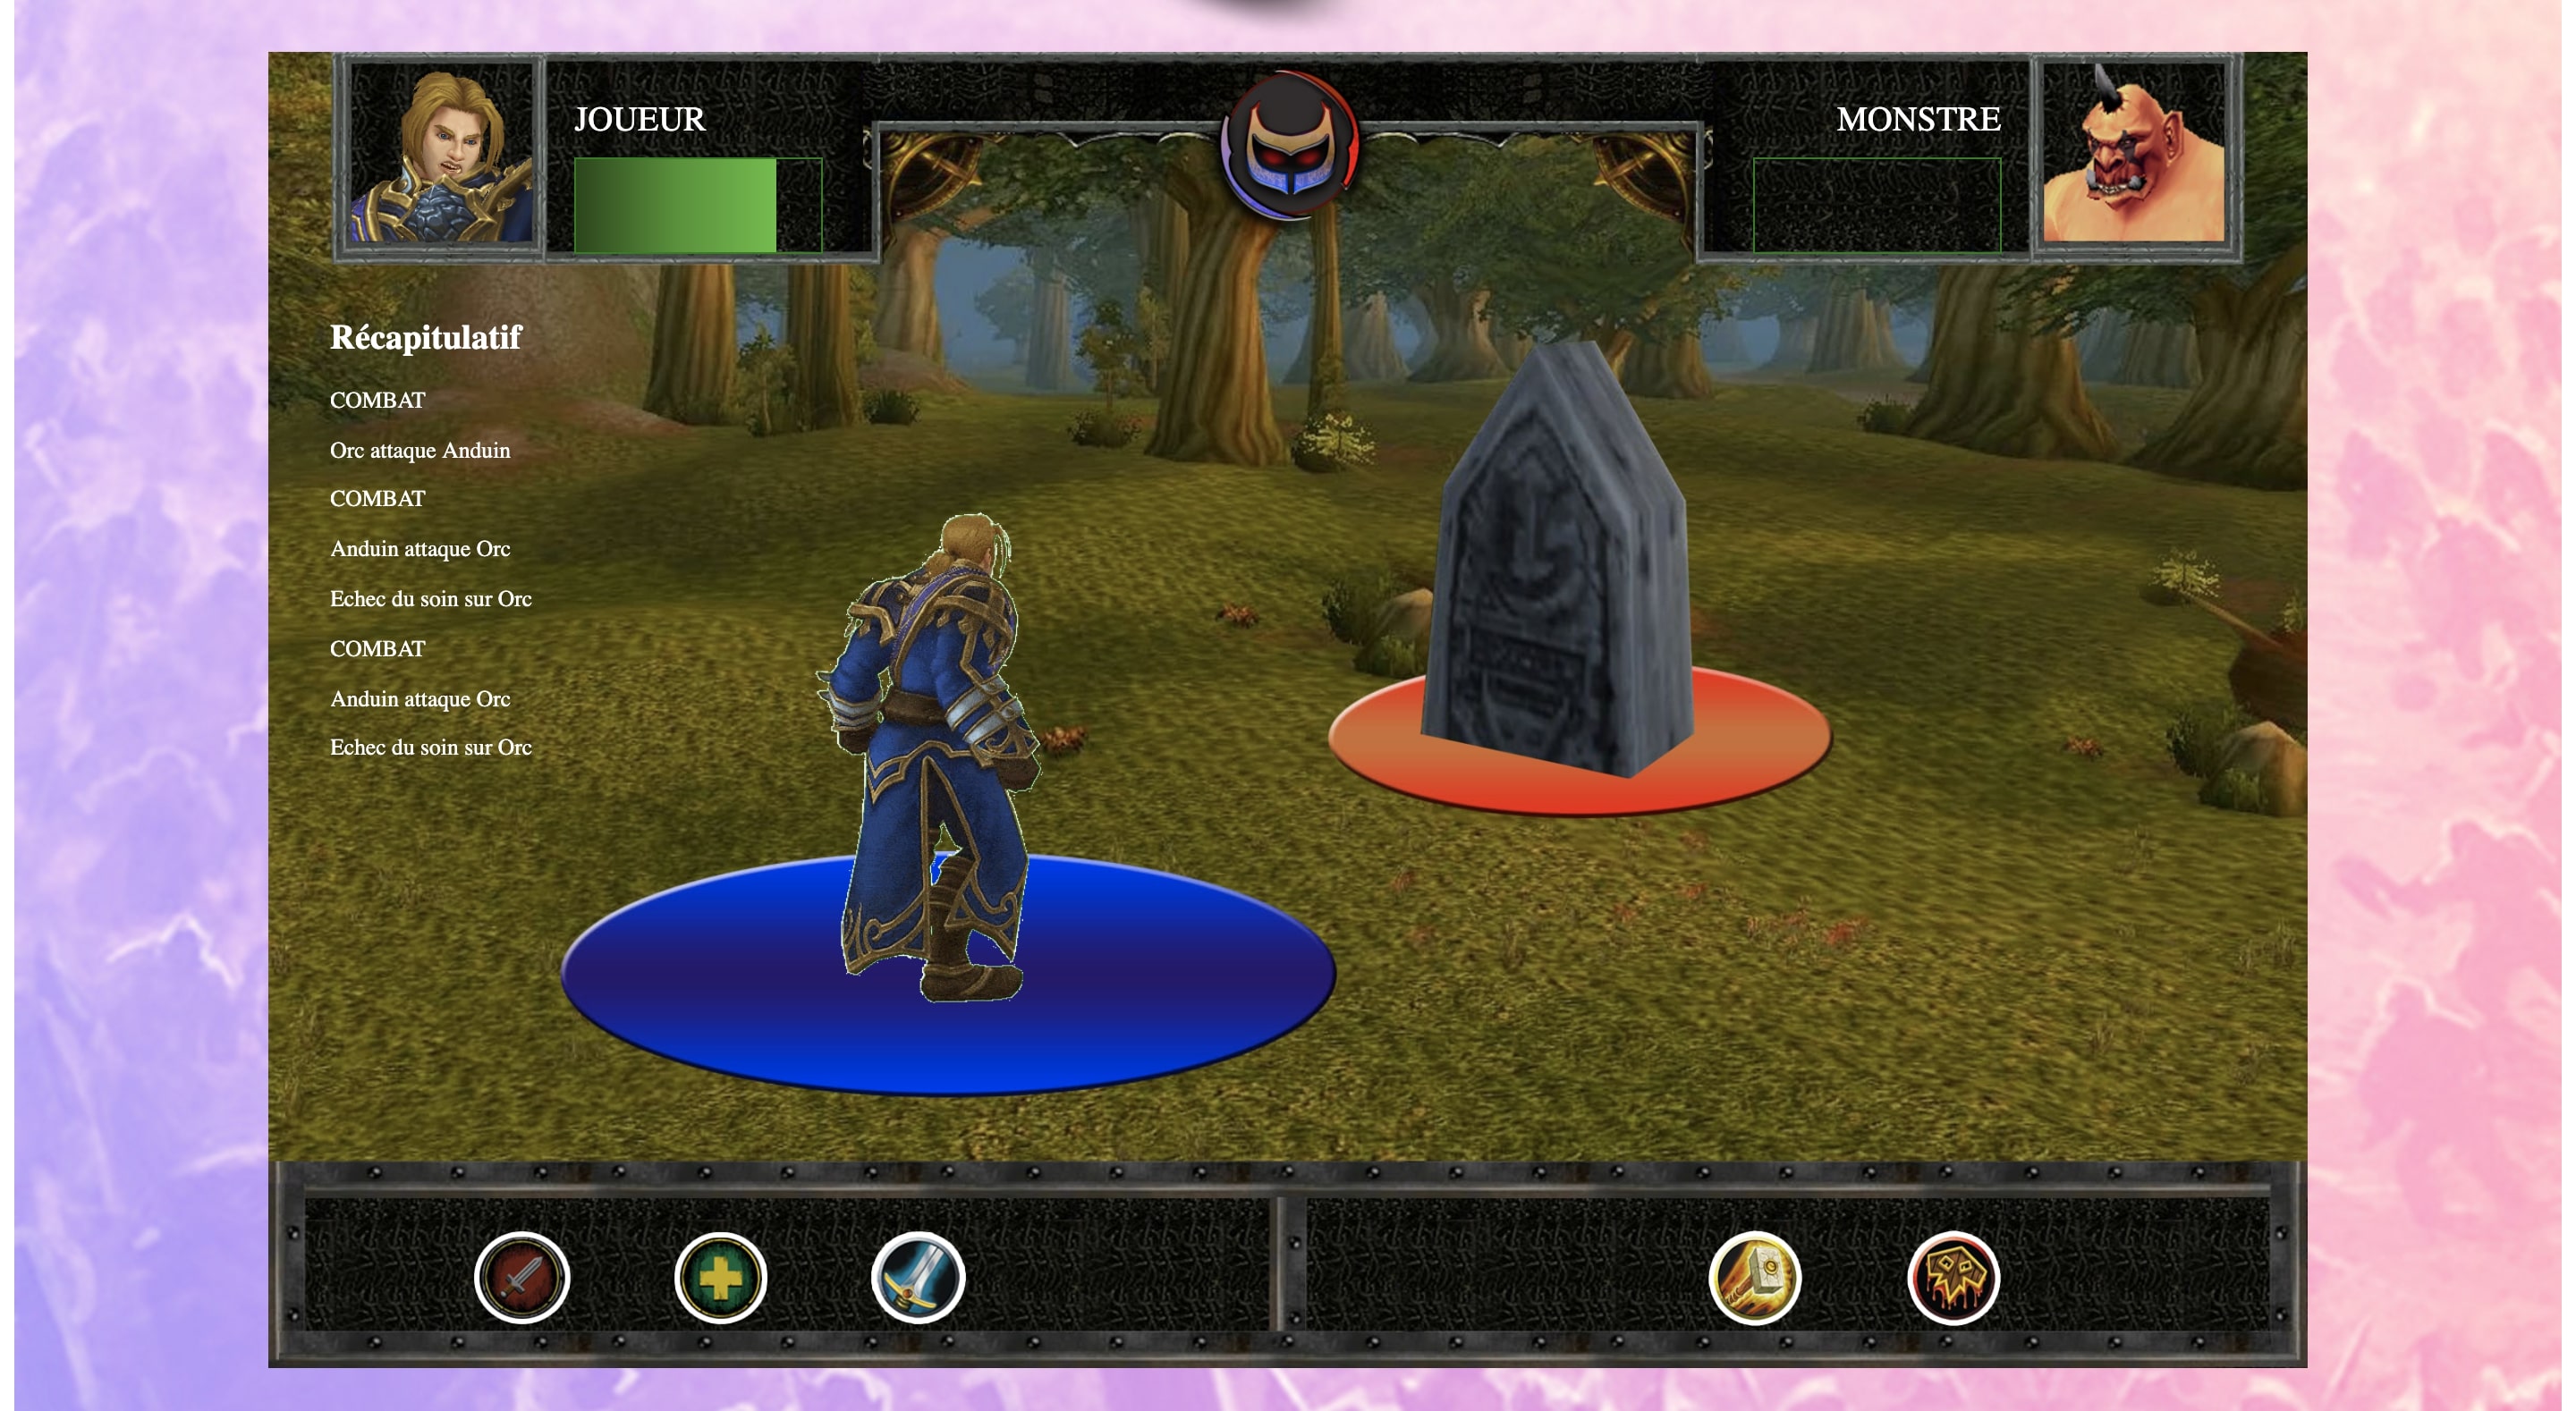 JOUEUR
MONSTRE
Récapitulatif
COMBAT
Orc attaque Anduin
COMBAT
Anduin attaque Orc
Echec du soin sur Orc
COMBAT
Anduin attaque Orc
Echec du soin sur Orc